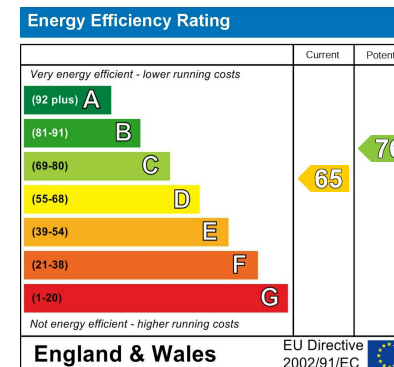 Energy Efficiency Rating
Current
Very energy efficient - lower running costs
(92 plus) A
(81-91) B
(69-80) C
(55-68) D
65
(39-54) E
(21-38) F
(1-20) G
Not energy efficient - higher running costs
England & Wales
EU Directive
2002/91/EC